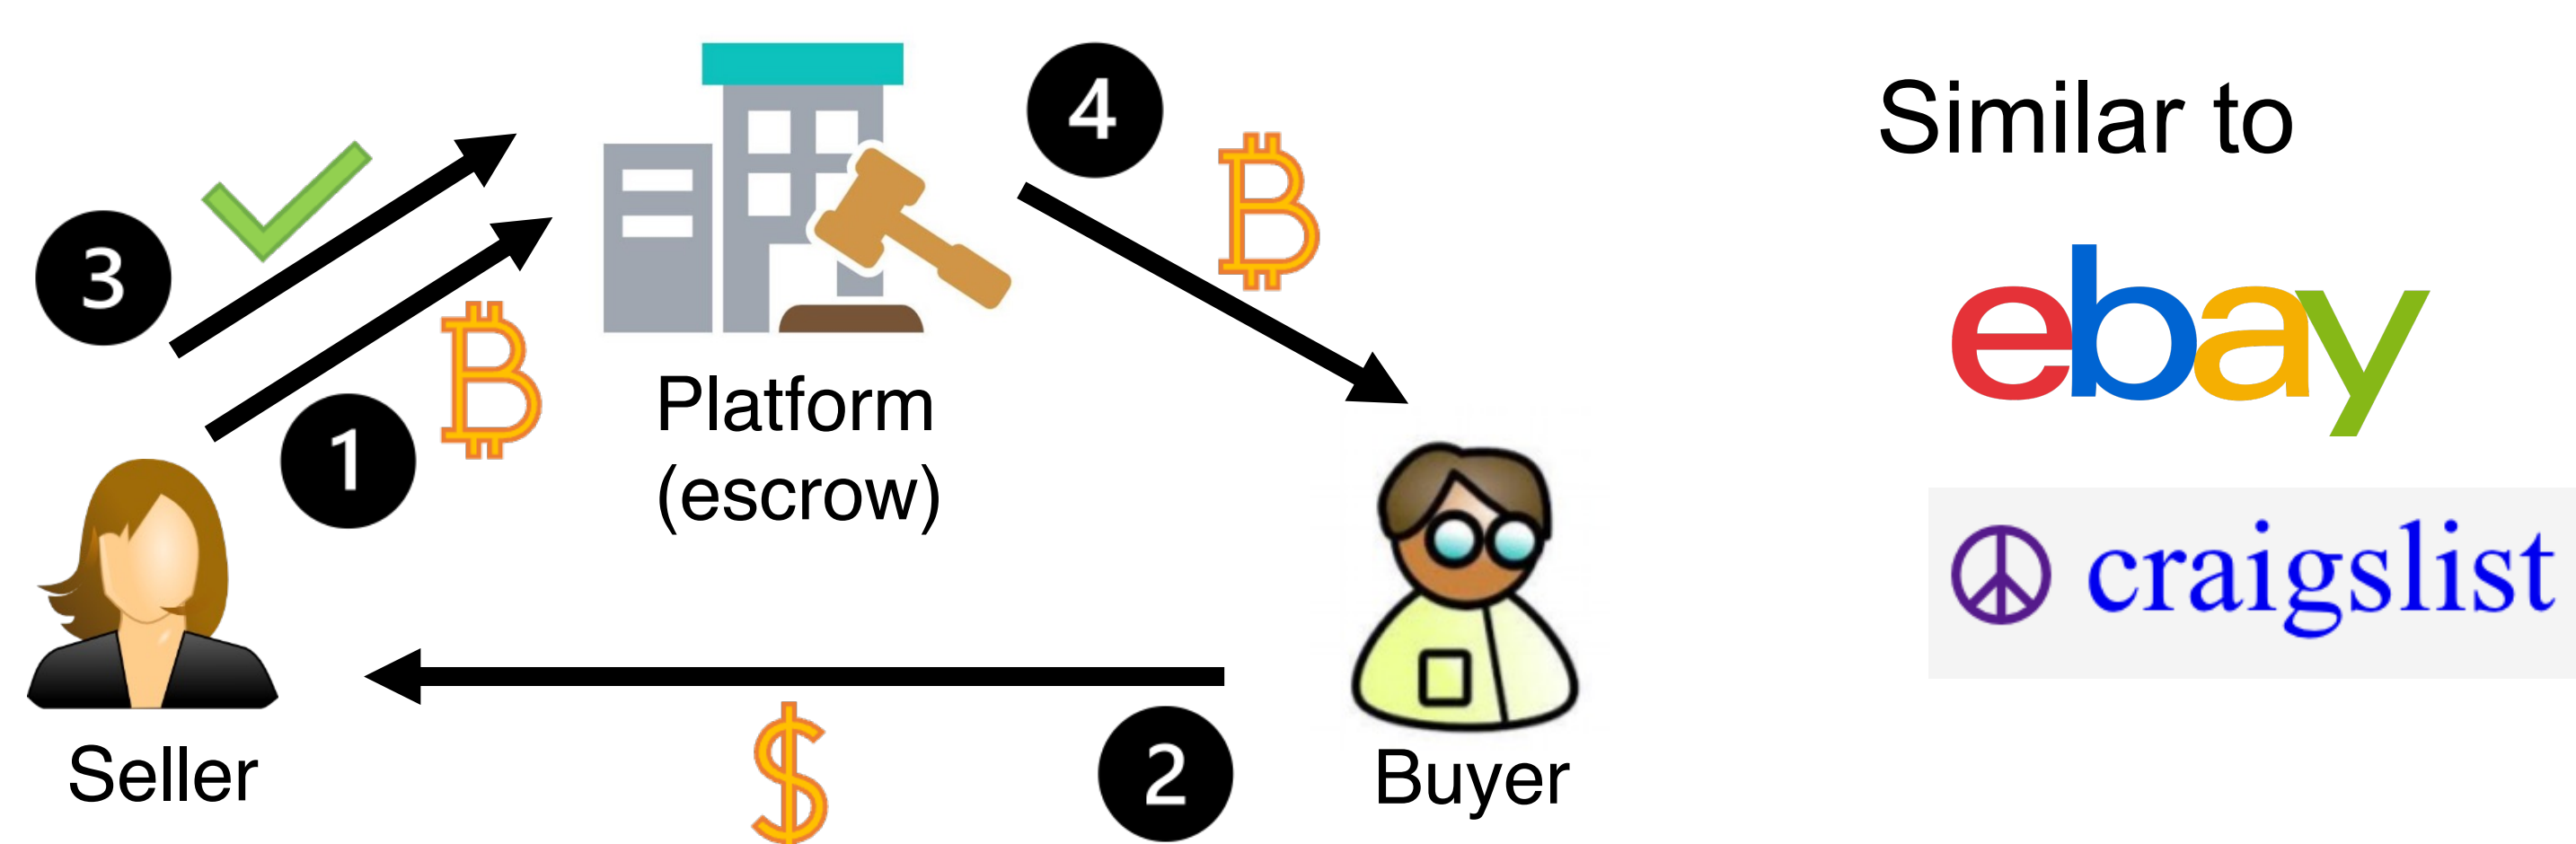 4
3
1
Platform
(escrow)
Seller
2
Buyer
$
Similar to
ebay
craigslist